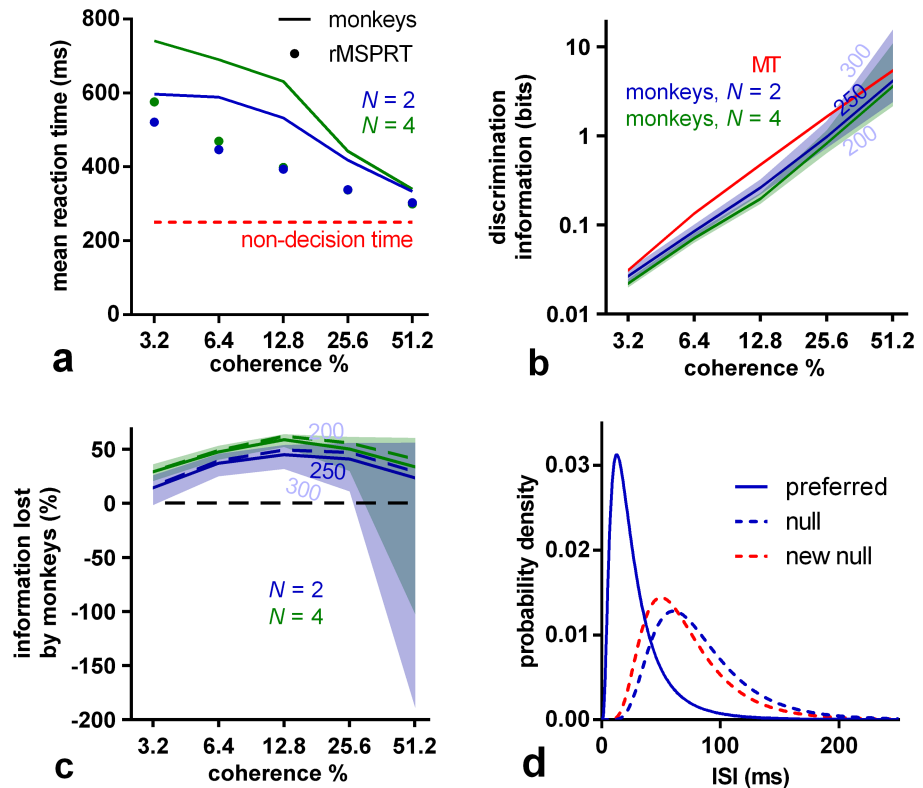 800
600
400
200
0
mean reaction time (ms)
monkeys
rMSPRT
N = 2
N = 4
non-decision time
3.2 6.4 12.8 25.6 51.2
coherence %
a
10
1
0.1
0.01
discrimination
information (bits)
MT
monkeys, N = 2
monkeys, N = 4
300
250
200
3.2 6.4 12.8 25.6 51.2
coherence %
b
50
0
-50
-100
-150
-200
information lost
by monkeys (%)
200
250
300
N = 2
N = 4
3.2 6.4 12.8 25.6 51.2
coherence %
c
0.03
0.02
0.01
0.00
probability density
preferred
null
new null
0 100 200
ISI (ms)
d